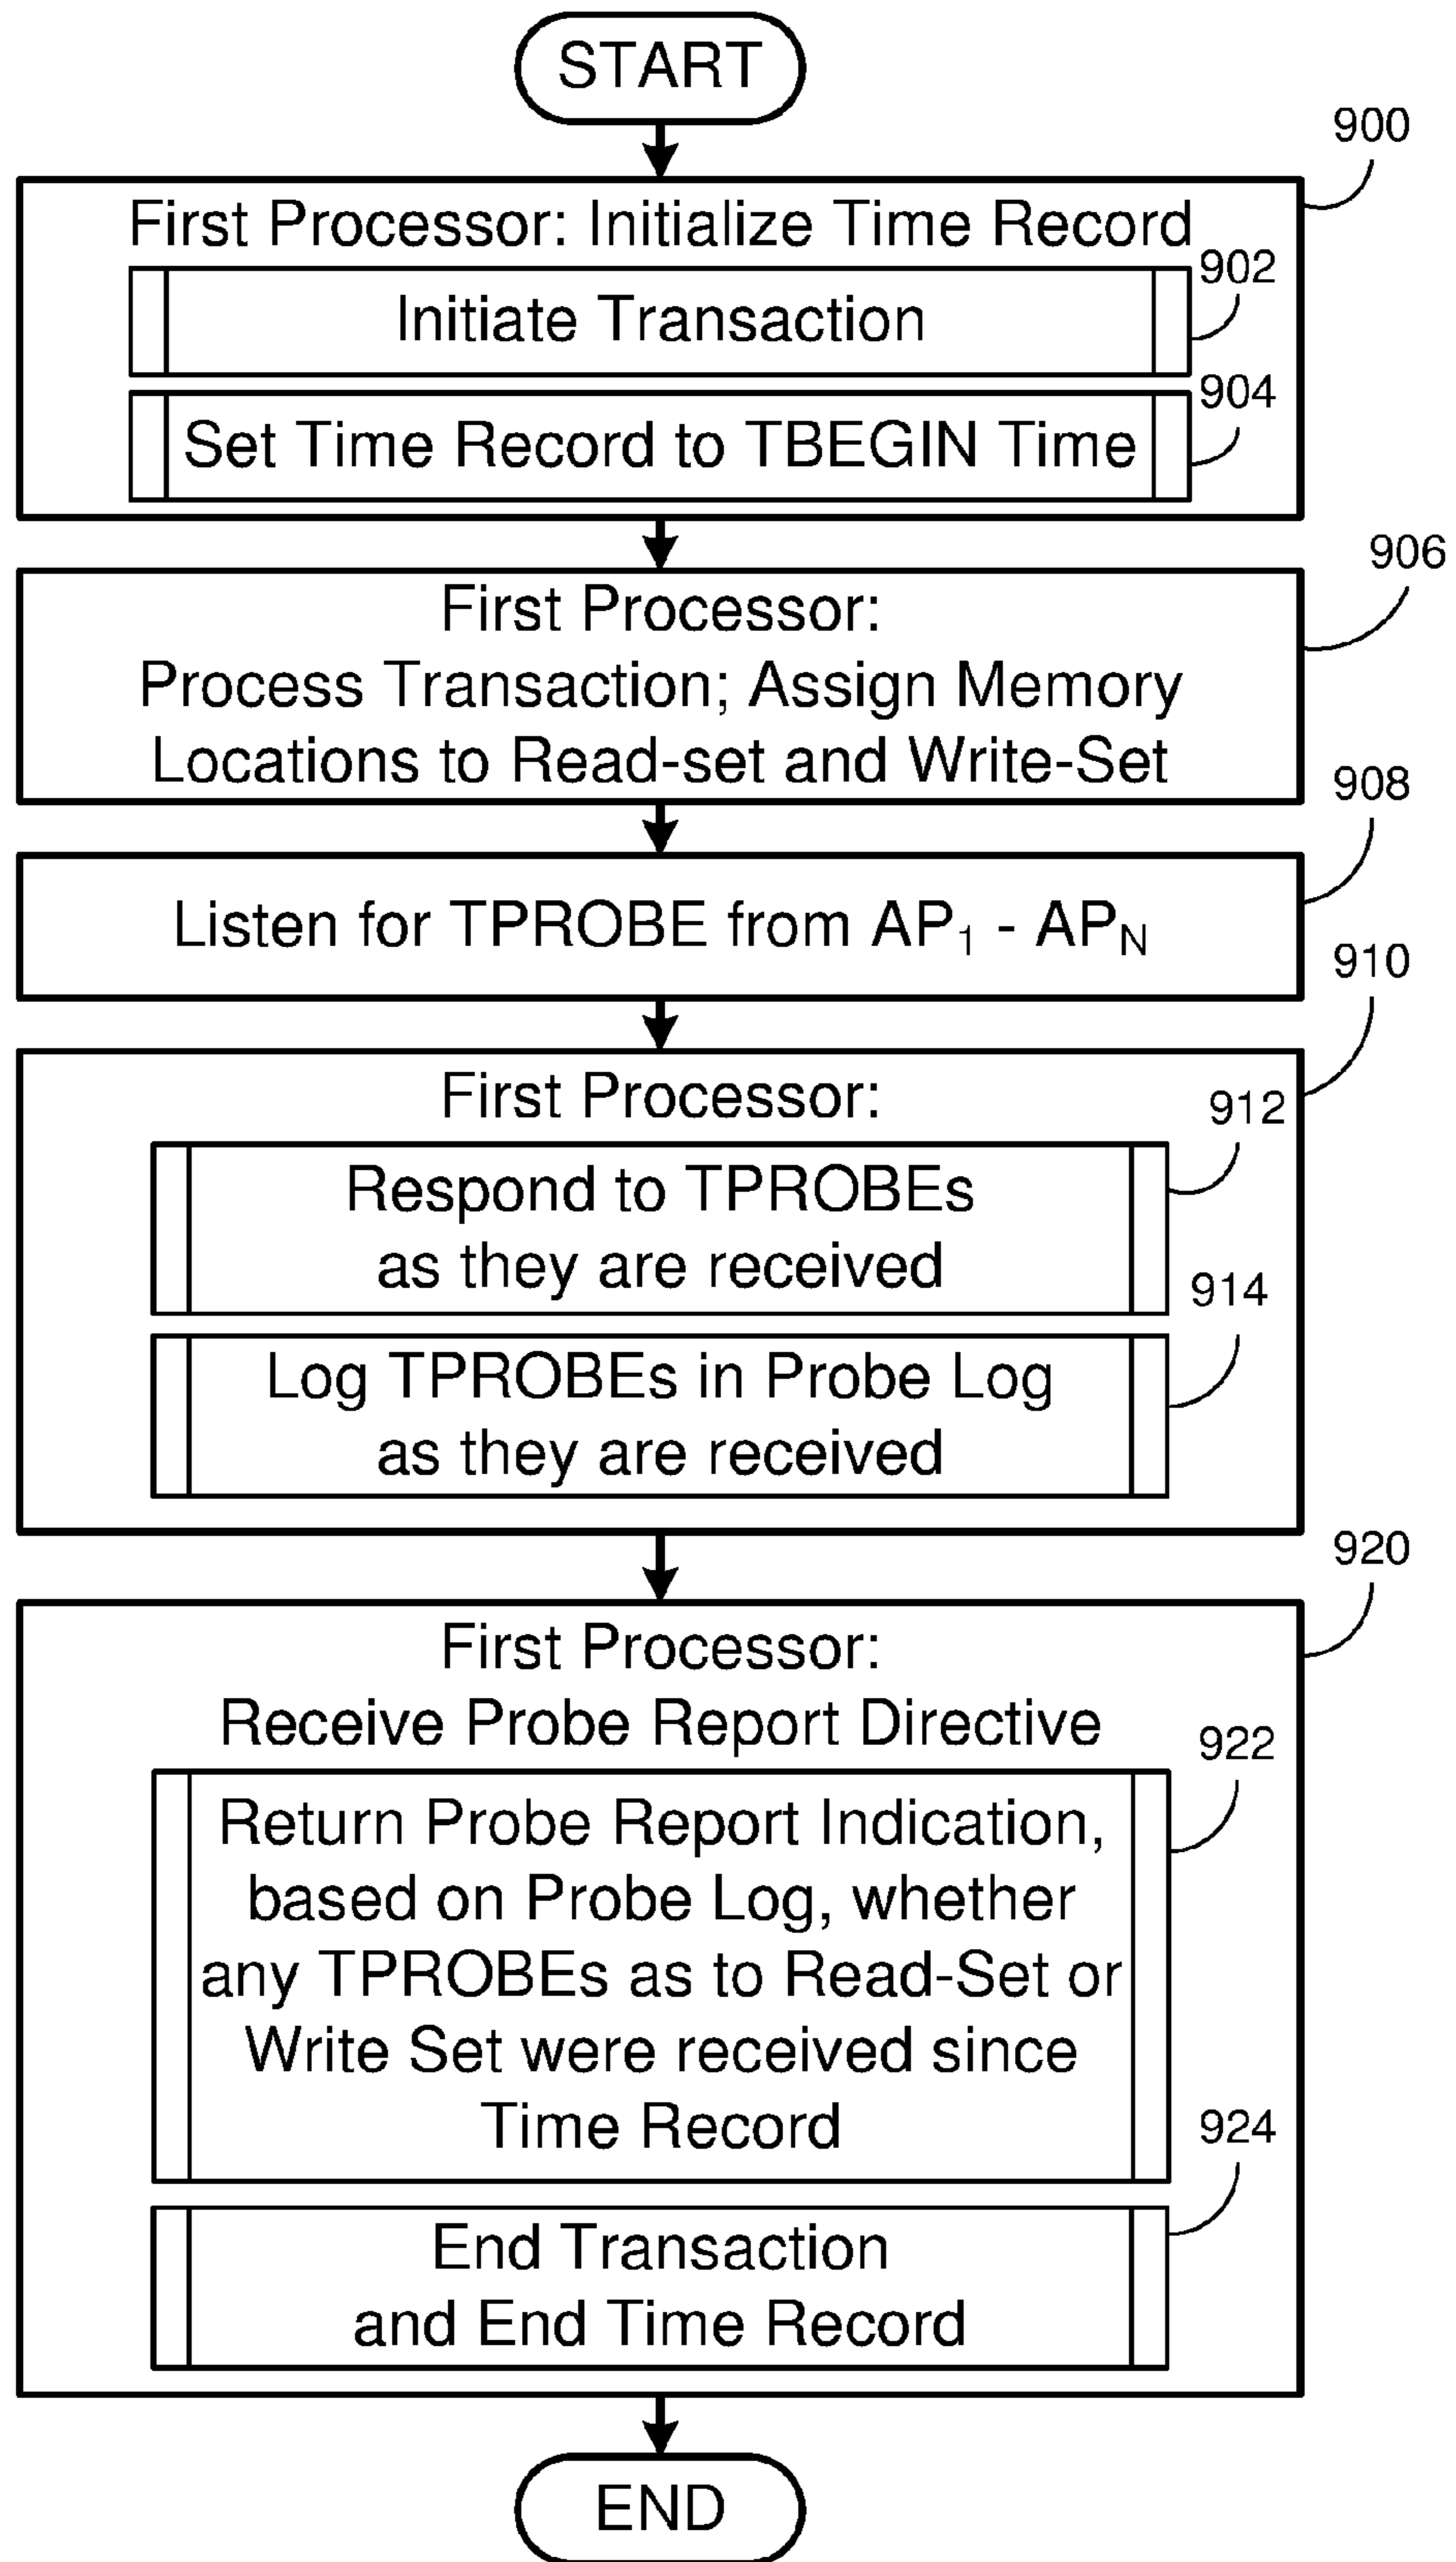 START
900
First Processor: Initialize Time Record
902
Initiate Transaction
904
Set Time Record to TBEGIN Time
906
First Processor:
Process Transaction; Assign Memory
Locations to Read-set and Write-Set
908
Listen for TPROBE from AP₁ - APN
910
First Processor:
912
Respond to TPROBEs
as they are received
914
Log TPROBEs in Probe Log
as they are received
920
First Processor:
Receive Probe Report Directive
922
Return Probe Report Indication,
based on Probe Log, whether
any TPROBEs as to Read-Set or
Write Set were received since
Time Record
924
End Transaction
and End Time Record
END